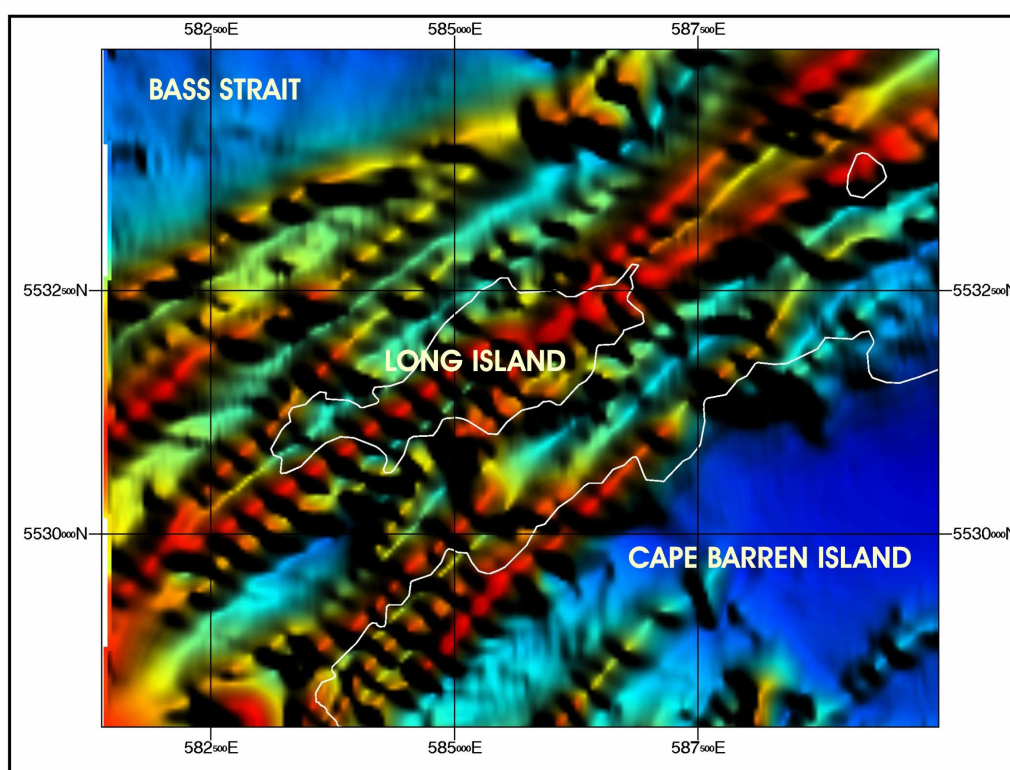 582500E 585000E 587500E
BASS STRAIT
5532500N 5532500N
LONG ISLAND
5530000N 5530000N
CAPE BARREN ISLAND
582500E 585000E 587500E